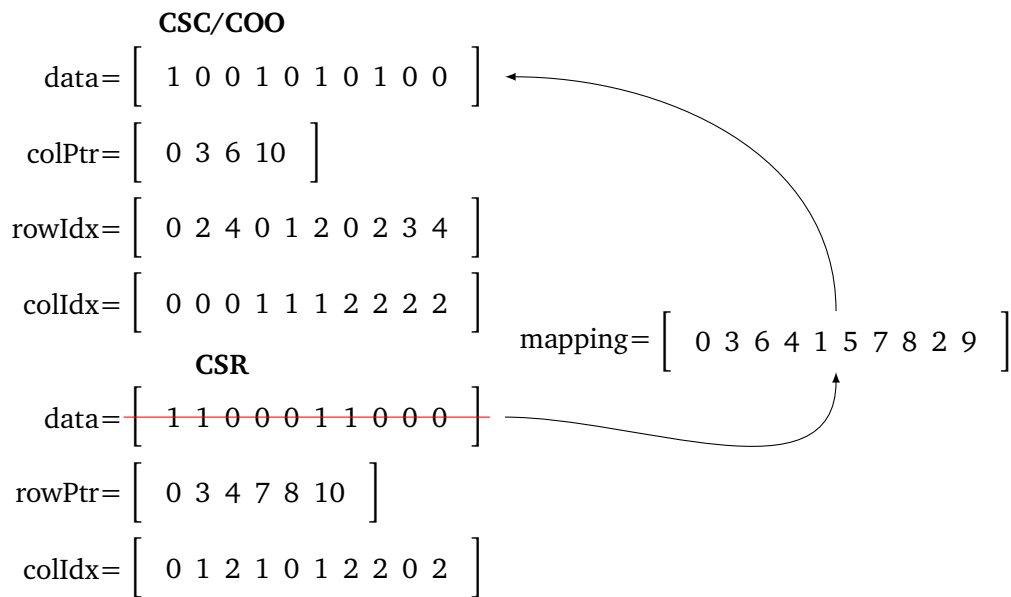 CSC/COO
data=[ 1 0 0 1 0 1 0 1 0 0 ]
colPtr=[ 0 3 6 10 ]
rowIdx=[ 0 2 4 0 1 2 0 2 3 4 ]
colIdx=[ 0 0 0 1 1 1 2 2 2 2 ]
mapping=[ 0 3 6 4 1 5 7 8 2 9 ]
CSR
data=[ 1 1 0 0 0 1 1 0 0 0 ]
rowPtr=[ 0 3 4 7 8 10 ]
colIdx=[ 0 1 2 1 0 1 2 2 0 2 ]